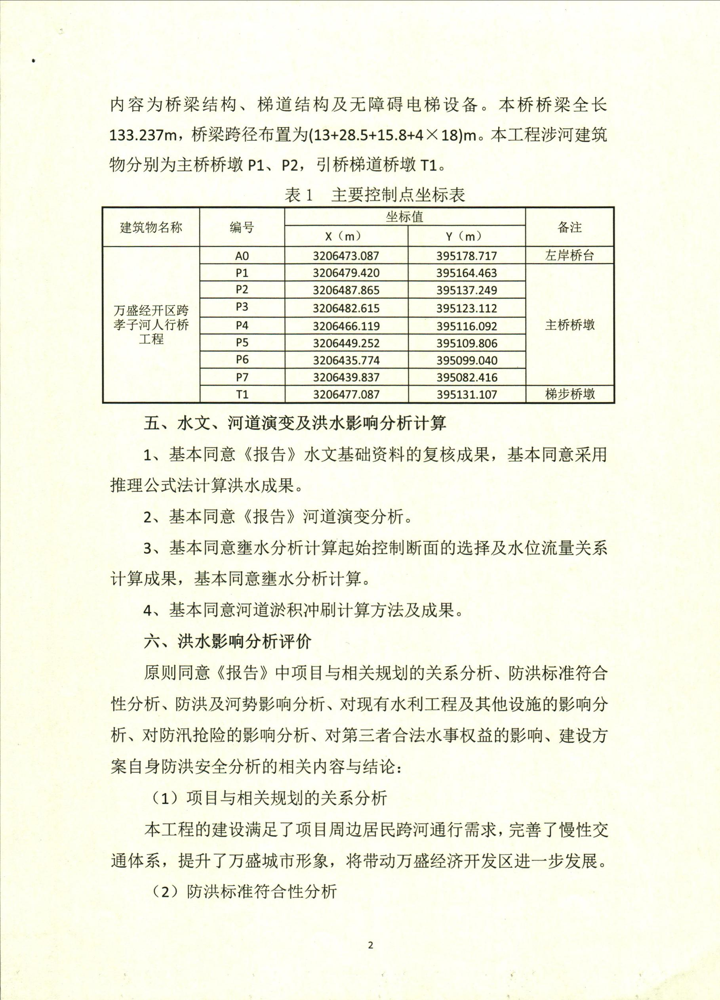 内容为桥梁结构、梯道结构及无障碍电梯设备。本桥桥梁全长
133.237m，桥梁跨径布置为(13+28.5+15.8+4×18)m。本工程涉河建筑
物分别为主桥桥墩 P1、P2，引桥梯道桥墩 T1。
表 1 主要控制点坐标表
建筑物名称 编号 坐标值 备注
X（m） Y（m）
A0 3206473.087 395178.717 左岸桥台
P1 3206479.420 395164.463
P2 3206487.865 395137.249
P3 3206482.615 395123.112
万盛经开区跨
孝子河人行桥
工程
P4 3206466.119 395116.092 主桥桥墩
P5 3206449.252 395109.806
P6 3206435.774 395099.040
P7 3206439.837 395082.416
T1 3206477.087 395131.107 梯步桥墩
五、水文、河道演变及洪水影响分析计算
1、基本同意《报告》水文基础资料的复核成果，基本同意采用
推理公式法计算洪水成果。
2、基本同意《报告》河道演变分析。
3、基本同意壅水分析计算起始控制断面的选择及水位流量关系
计算成果，基本同意壅水分析计算。
4、基本同意河道淤积冲刷计算方法及成果。
六、洪水影响分析评价
原则同意《报告》中项目与相关规划的关系分析、防洪标准符合
性分析、防洪及河势影响分析、对现有水利工程及其他设施的影响分
析、对防汛抢险的影响分析、对第三者合法水事权益的影响、建设方
案自身防洪安全分析的相关内容与结论：
（1）项目与相关规划的关系分析
本工程的建设满足了项目周边居民跨河通行需求，完善了慢性交
通体系，提升了万盛城市形象，将带动万盛经济开发区进一步发展。
（2）防洪标准符合性分析
2